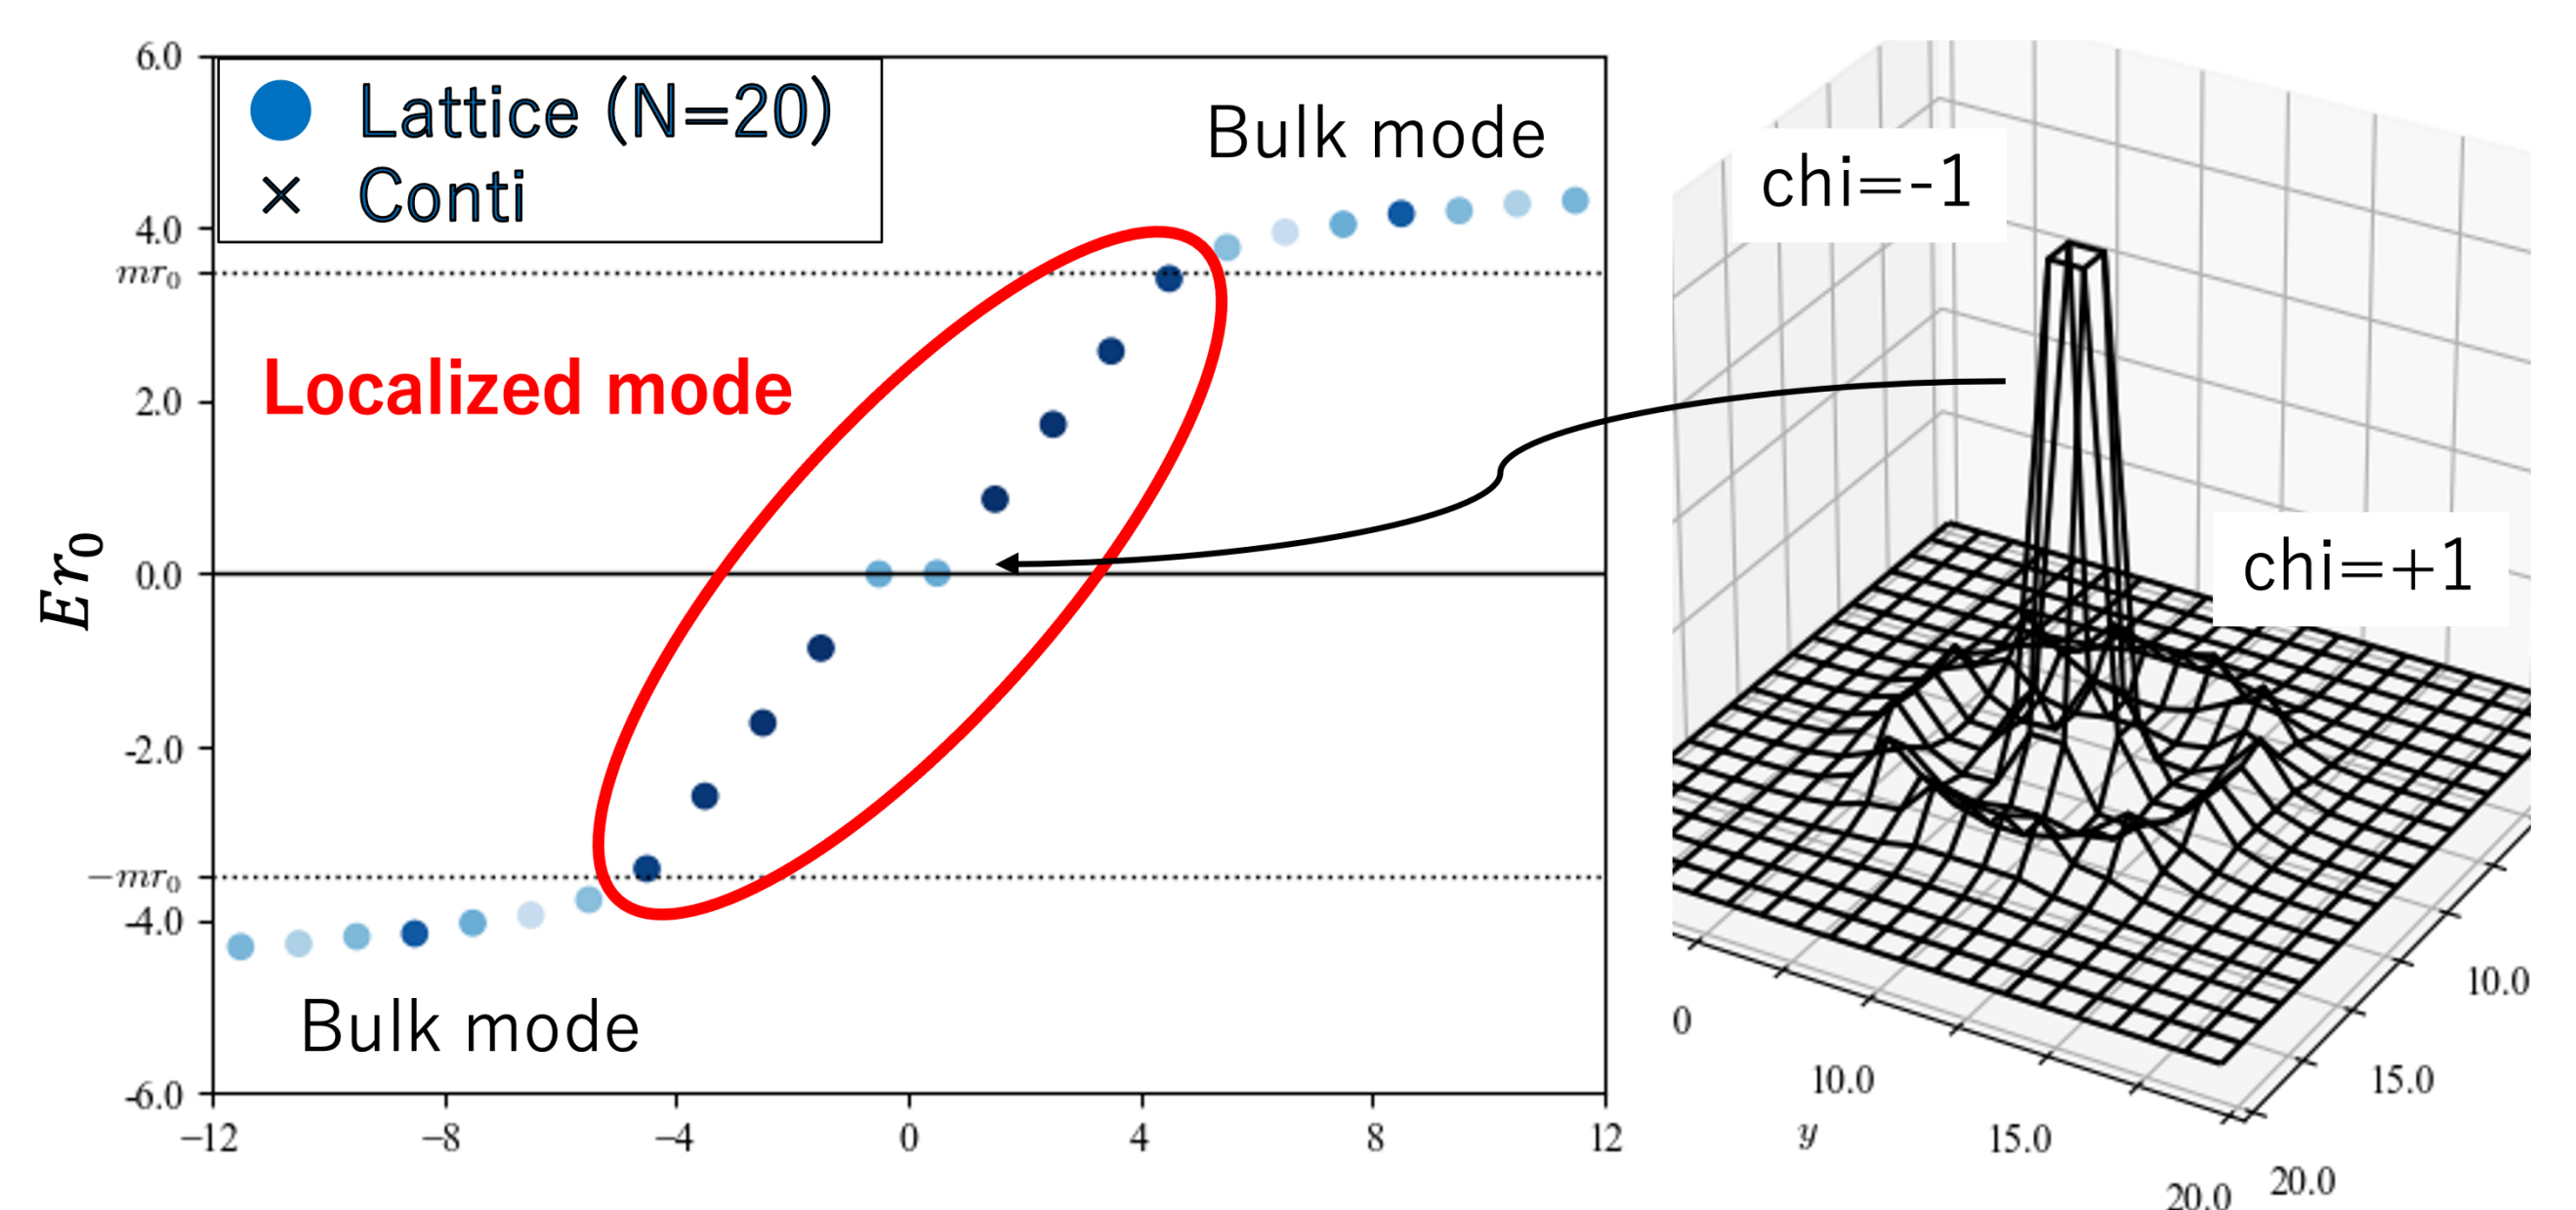 6.0
Lattice (N=20)
Conti
Bulk mode
4.0
mr₀
Localized mode
2.0
Er₀
0.0
-2.0
−mr₀
-4.0
Bulk mode
-6.0
−12 −8 −4 0 4 8 12
chi=-1
chi=+1
0
10.0
y
15.0
20.0
10.0
15.0
20.0